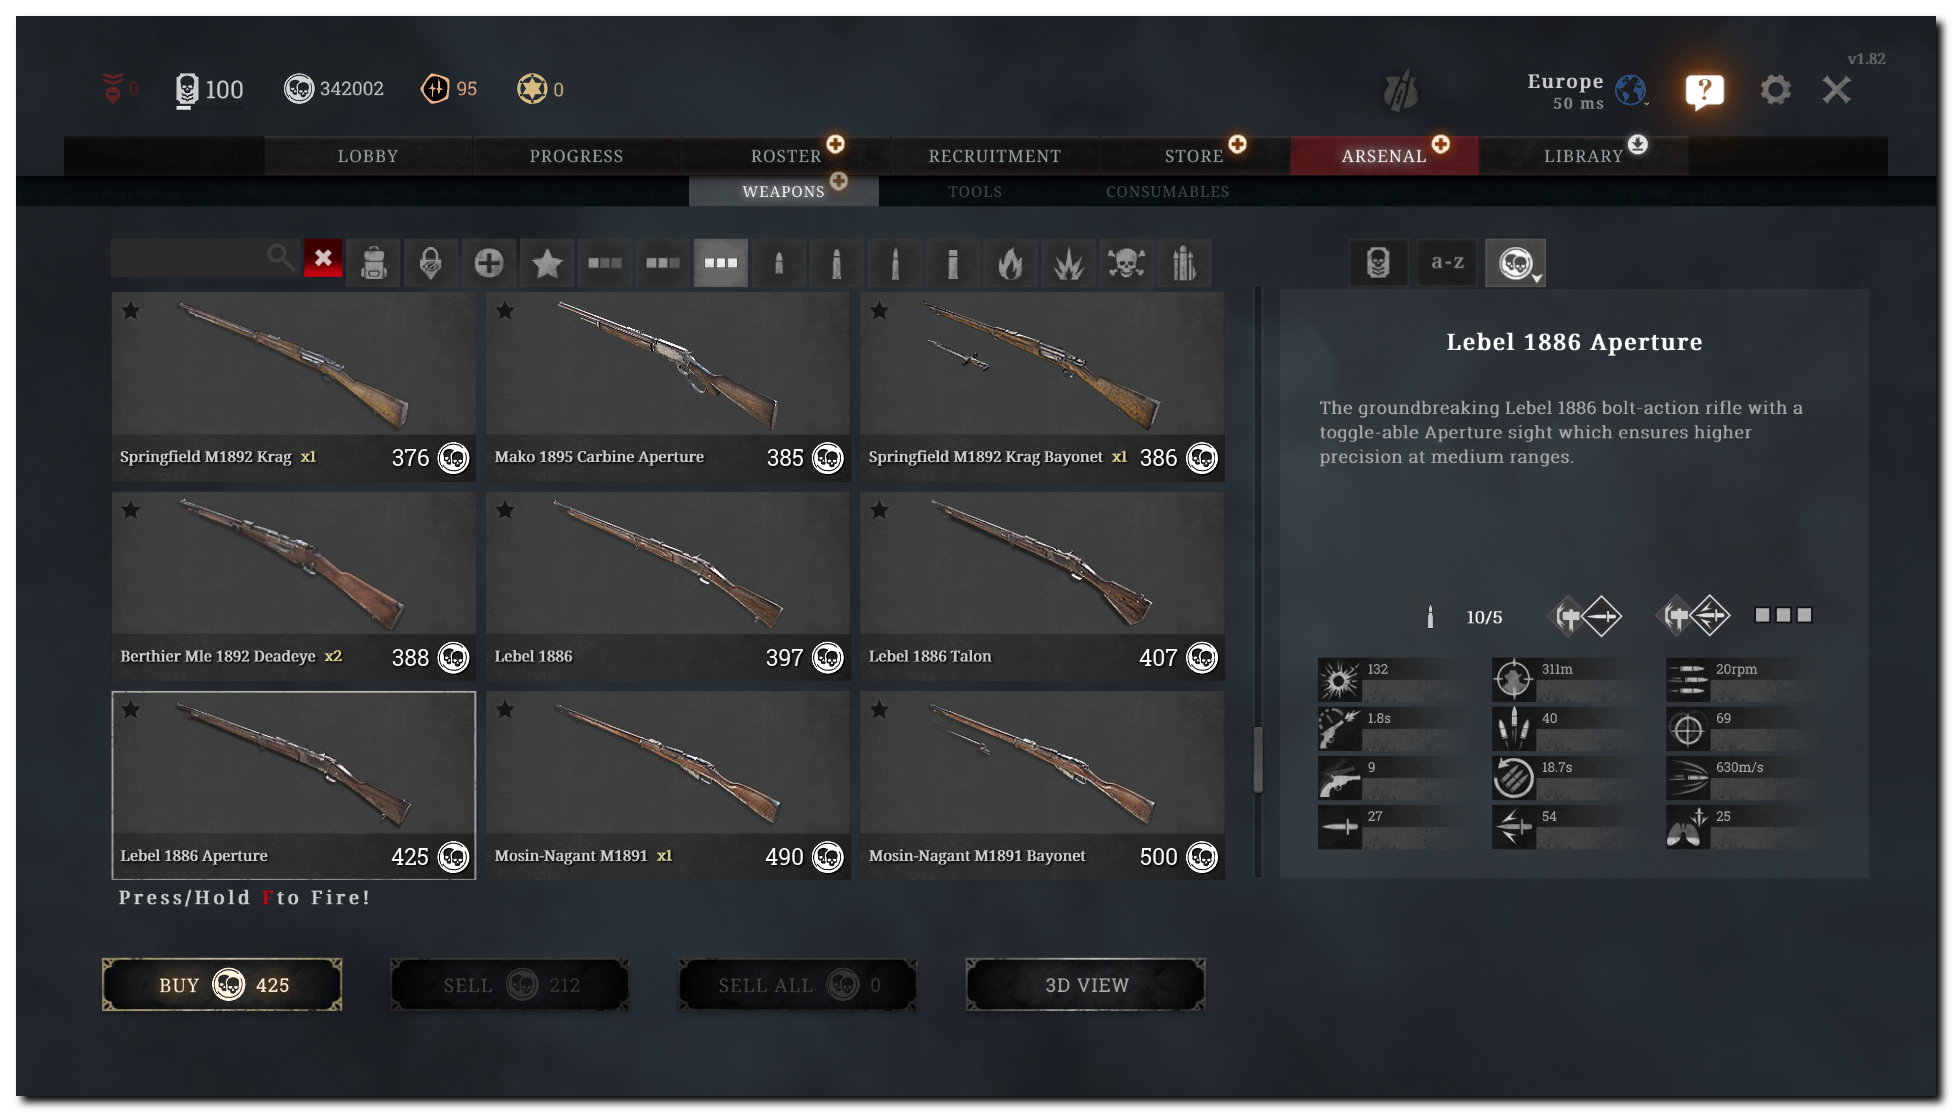 v1.82
0 100 342002 95 0 Europe
50 ms
LOBBY PROGRESS ROSTER RECRUITMENT STORE ARSENAL LIBRARY
WEAPONS TOOLS CONSUMABLES
a-z
Springfield M1892 Krag x1 376
Mako 1895 Carbine Aperture 385
Springfield M1892 Krag Bayonet x1 386
Berthier Mle 1892 Deadeye x2 388
Lebel 1886 397
Lebel 1886 Talon 407
Lebel 1886 Aperture 425
Mosin-Nagant M1891 x1 490
Mosin-Nagant M1891 Bayonet 500
Press/Hold F to Fire!
Lebel 1886 Aperture
The groundbreaking Lebel 1886 bolt-action rifle with a
toggle-able Aperture sight which ensures higher
precision at medium ranges.
10/5
132 311m 20rpm
1.8s 40 69
9 18.7s 630m/s
27 54 25
BUY 425 SELL 212 SELL ALL 0 3D VIEW